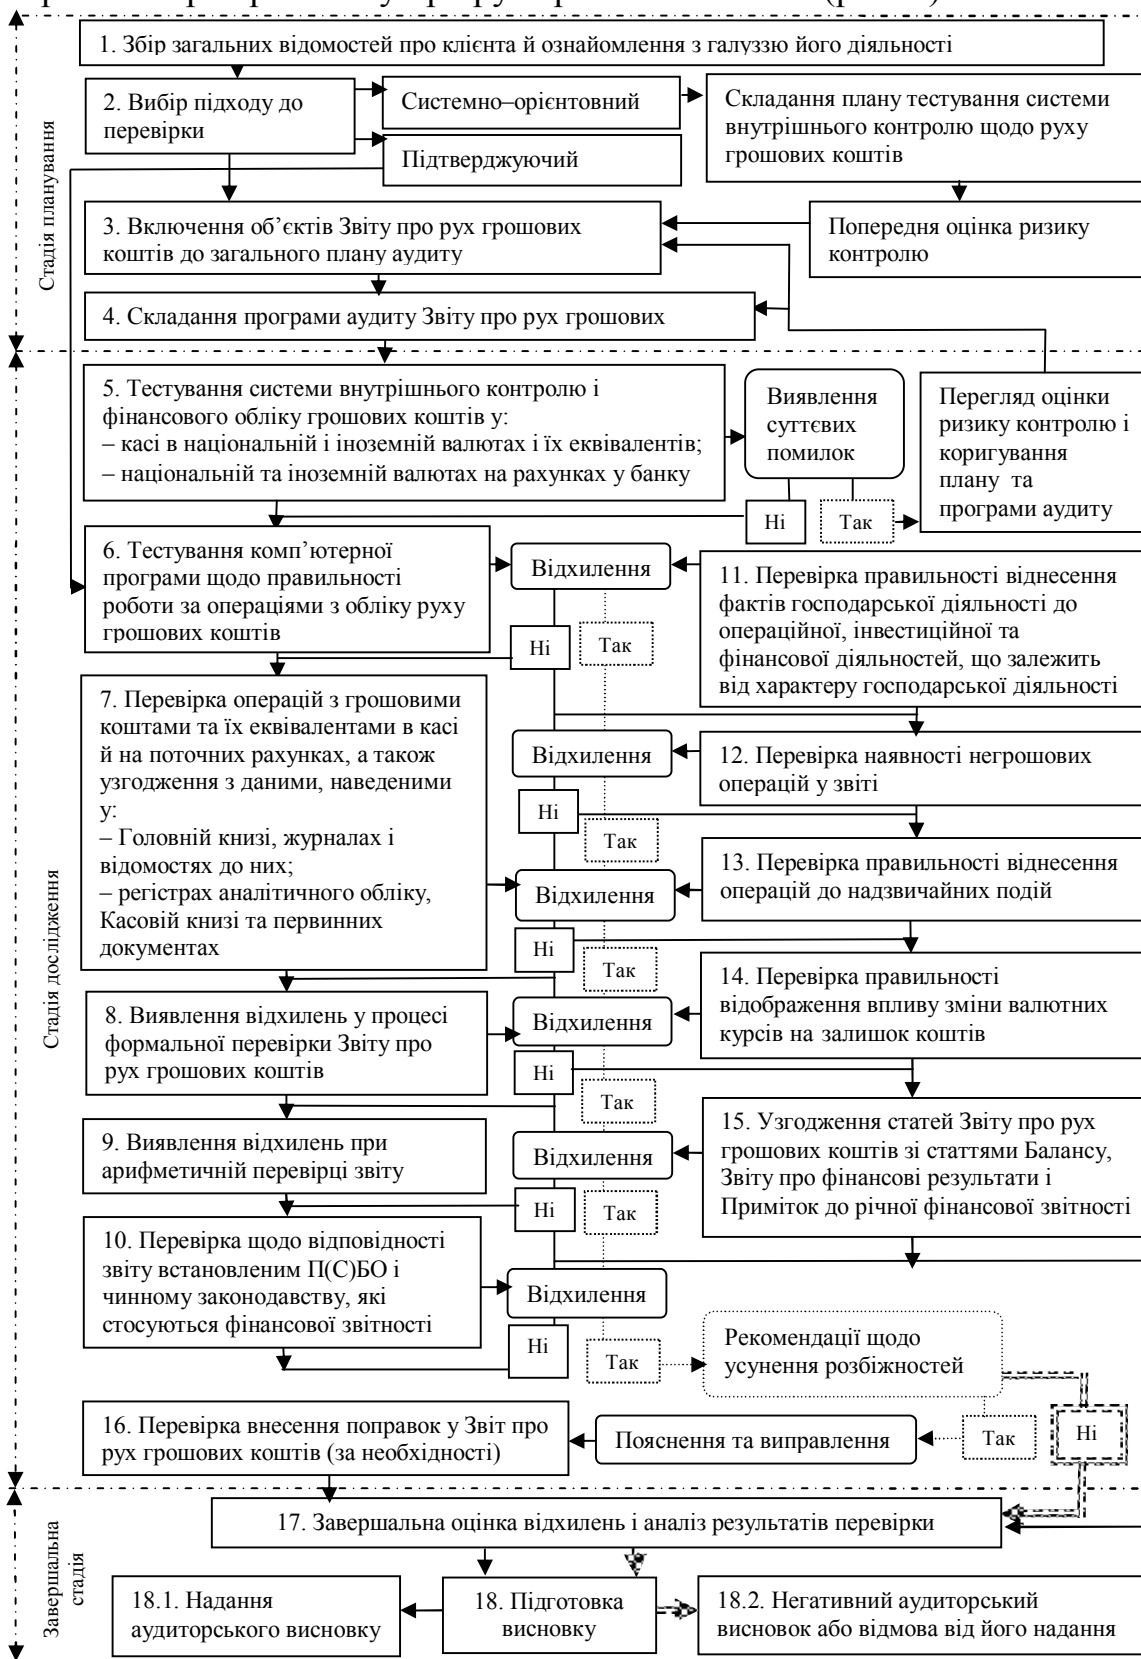 Стадія планування
1. Збір загальних відомостей про клієнта й ознайомлення з галуззю його діяльності
2. Вибір підходу до
перевірки
Системно–орієнтовний
Підтверджуючий
Складання плану тестування системи
внутрішнього контролю щодо руху
грошових коштів
3. Включення об’єктів Звіту про рух грошових
коштів до загального плану аудиту
Попередня оцінка ризику
контролю
4. Складання програми аудиту Звіту про рух грошових
Стадія дослідження
5. Тестування системи внутрішнього контролю і
фінансового обліку грошових коштів у:
– касі в національній і іноземній валютах і їх еквівалентів;
– національній та іноземній валютах на рахунках у банку
Виявлення
суттєвих
помилок
Ні
Так
Перегляд оцінки
ризику контролю і
коригування
плану та
програми аудиту
6. Тестування комп’ютерної
програми щодо правильності
роботи за операціями з обліку руху
грошових коштів
Відхилення
Ні
Так
11. Перевірка правильності віднесення
фактів господарської діяльності до
операційної, інвестиційної та
фінансової діяльностей, що залежить
від характеру господарської діяльності
7. Перевірка операцій з грошовими
коштами та їх еквівалентами в касі
й на поточних рахунках, а також
узгодження з даними, наведеними
у:
– Головній книзі, журналах і
відомостях до них;
– регістрах аналітичного обліку,
Касовій книзі та первинних
документах
Відхилення
Ні
Так
12. Перевірка наявності негрошових
операцій у звіті
Відхилення
Ні
Так
13. Перевірка правильності віднесення
операцій до надзвичайних подій
8. Виявлення відхилень у процесі
формальної перевірки Звіту про
рух грошових коштів
Відхилення
Ні
Так
14. Перевірка правильності
відображення впливу зміни валютних
курсів на залишок коштів
9. Виявлення відхилень при
арифметичній перевірці звіту
Відхилення
Ні
Так
15. Узгодження статей Звіту про рух
грошових коштів зі статтями Балансу,
Звіту про фінансові результати і
Приміток до річної фінансової звітності
10. Перевірка щодо відповідності
звіту встановленим П(С)БО і
чинному законодавству, які
стосуються фінансової звітності
Відхилення
Ні
Так
Рекомендації щодо
усунення розбіжностей
16. Перевірка внесення поправок у Звіт про
рух грошових коштів (за необхідності)
Пояснення та виправлення
Так
Ні
Завершальна
стадія
17. Завершальна оцінка відхилень і аналіз результатів перевірки
18.1. Надання
аудиторського висновку
18. Підготовка
висновку
18.2. Негативний аудиторський
висновок або відмова від його надання